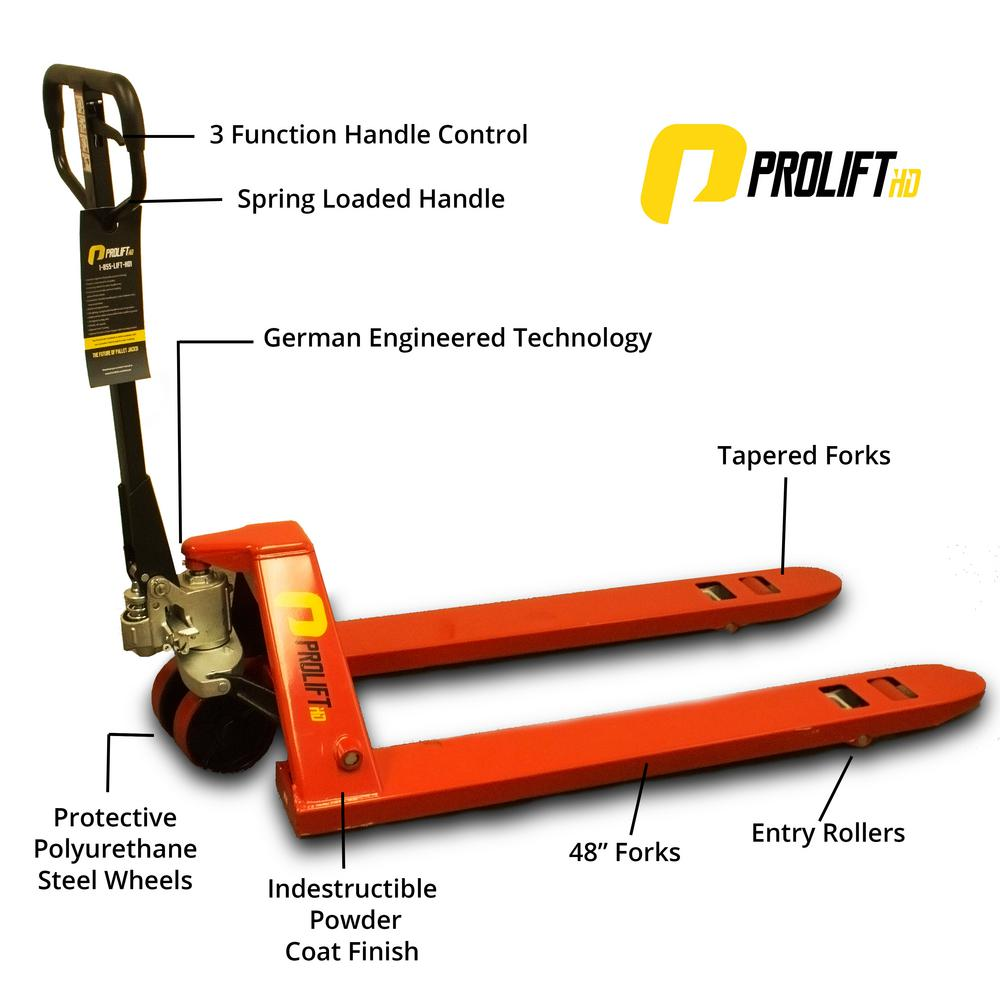 3 Function Handle Control
PROLIFT HD
Spring Loaded Handle
PROLIFT HD
1-855-LIFT-HD1
THE FUTURE OF PALLET JACKS
German Engineered Technology
Tapered Forks
PROLIFT HD
Protective
Polyurethane
Steel Wheels
Indestructible
Powder
Coat Finish
48” Forks
Entry Rollers